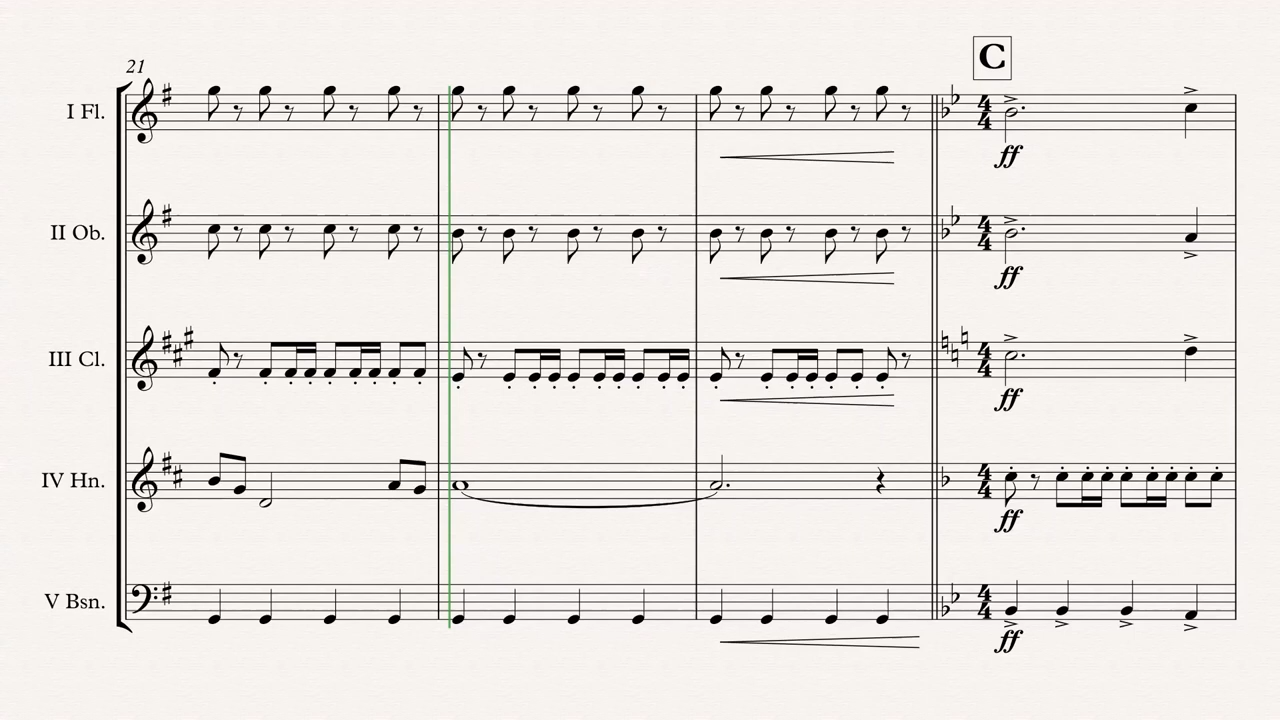 C
21
I Fl.
ff
II Ob.
ff
III Cl.
ff
IV Hn.
ff
V Bsn.
ff